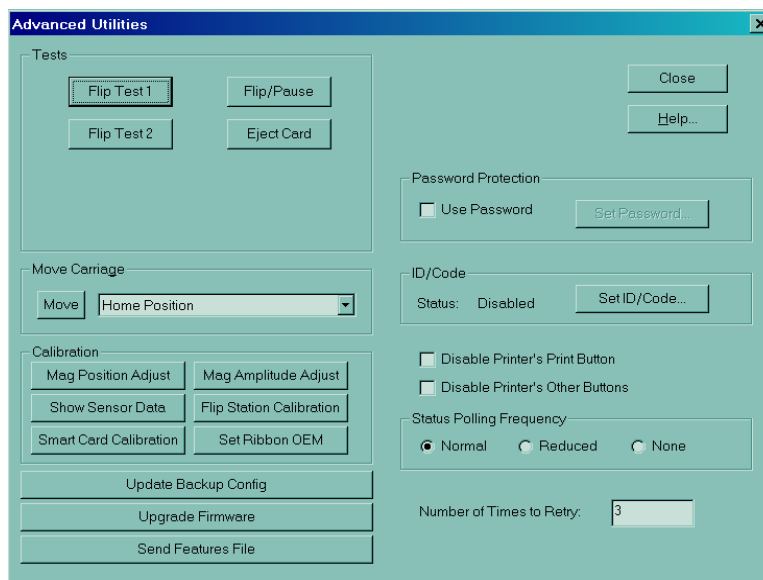 Advanced Utilities
Tests
Flip Test 1
Flip/Pause
Flip Test 2
Eject Card
Close
Help...
Password Protection
Use Password
Set Password...
Move Carriage
Move
Home Position
ID/Code
Status: Disabled
Set ID/Code...
Calibration
Mag Position Adjust
Mag Amplitude Adjust
Show Sensor Data
Flip Station Calibration
Smart Card Calibration
Set Ribbon OEM
Disable Printer's Print Button
Disable Printer's Other Buttons
Status Polling Frequency
Normal
Reduced
None
Update Backup Config
Upgrade Firmware
Send Features File
Number of Times to Retry: 3